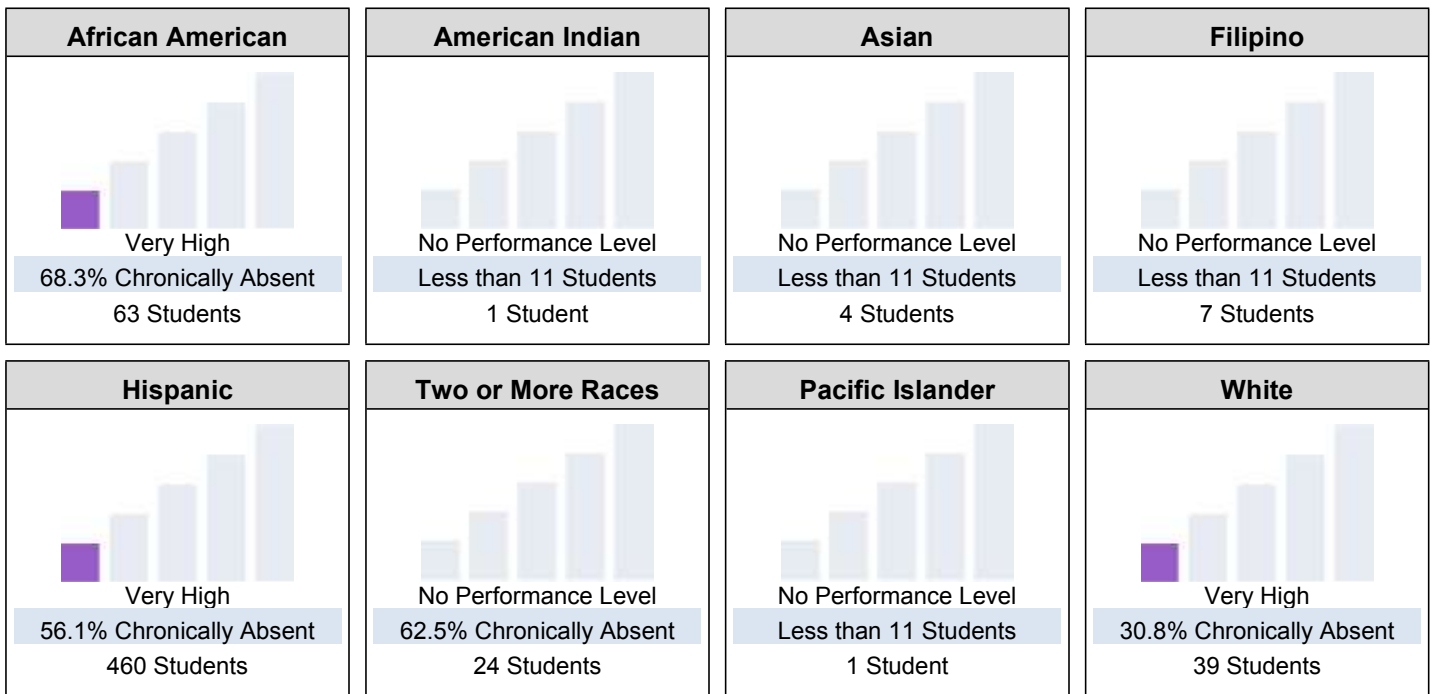 African American
Very High
68.3% Chronically Absent
63 Students
American Indian
No Performance Level
Less than 11 Students
1 Student
Asian
No Performance Level
Less than 11 Students
4 Students
Filipino
No Performance Level
Less than 11 Students
7 Students
Hispanic
Very High
56.1% Chronically Absent
460 Students
Two or More Races
No Performance Level
62.5% Chronically Absent
24 Students
Pacific Islander
No Performance Level
Less than 11 Students
1 Student
White
Very High
30.8% Chronically Absent
39 Students